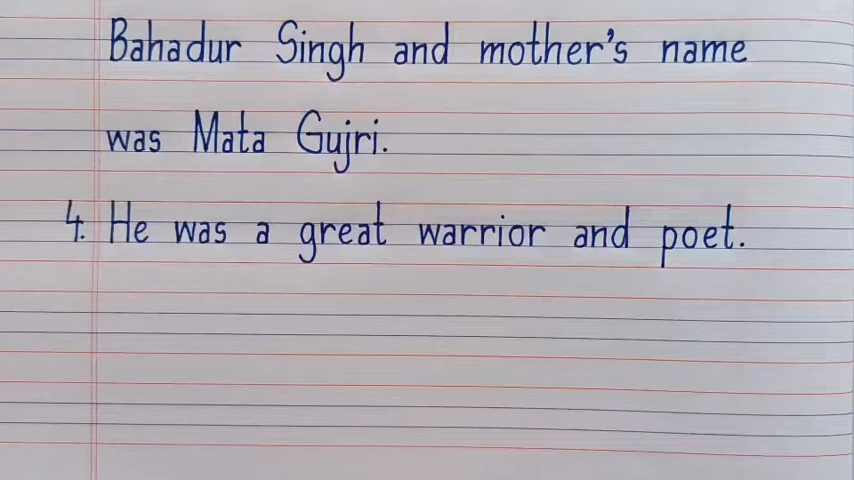 Bahadur Singh and mother's name
was Mata Gujri.
4. He was a great warrior and poet.